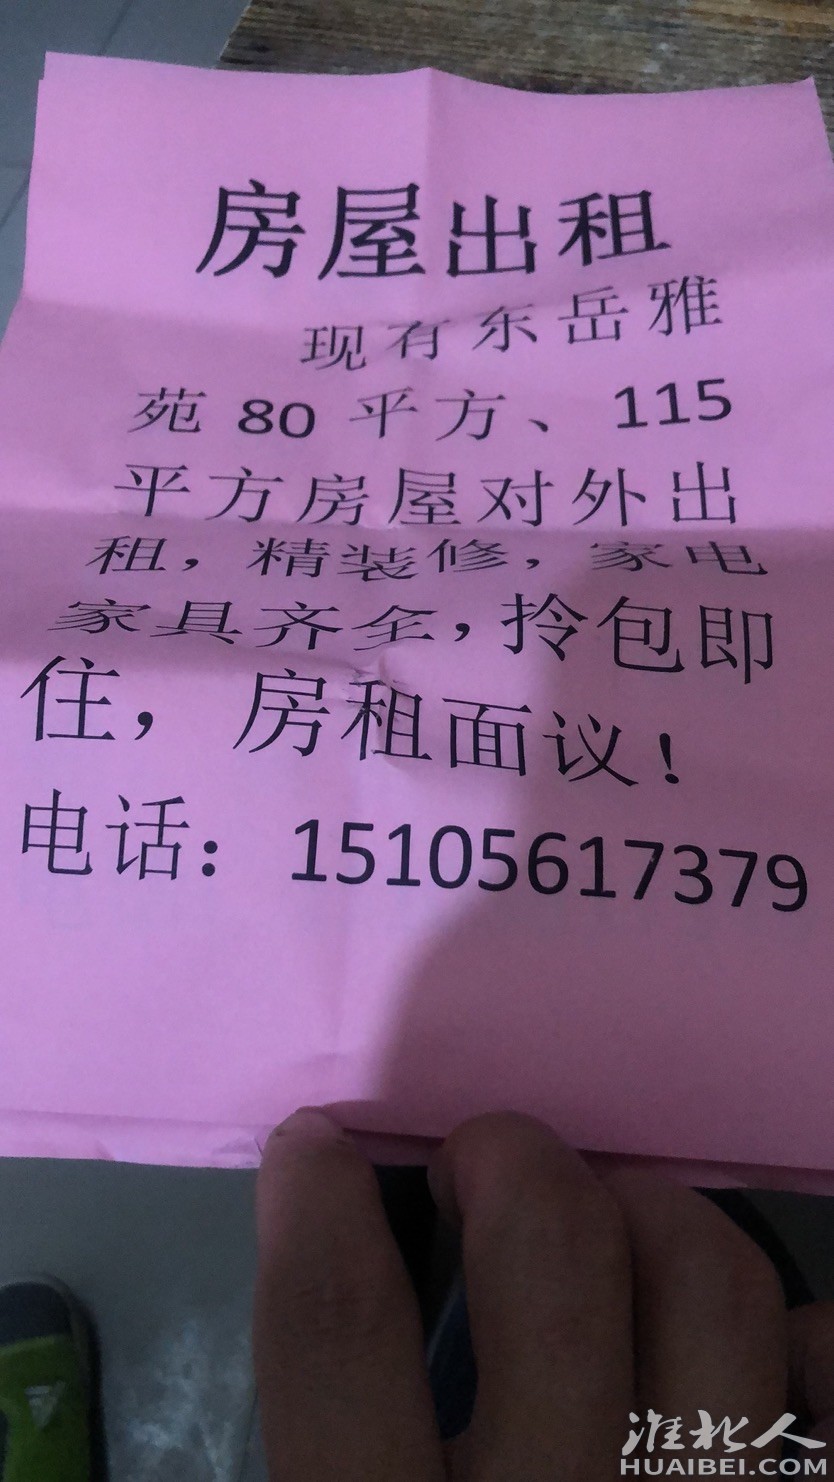 房屋出租
现有东岳雅
苑 80 平方、115
平方房屋对外出
租，精装修，家电
家具齐全，拎包即
住，房租面议！
电话：15105617379
淮北人
HUAIBEI.COM